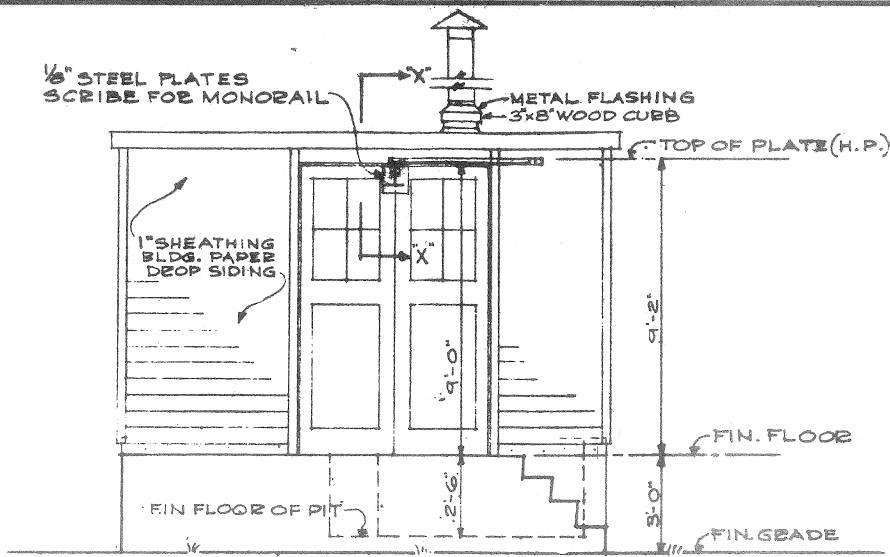 1/8" STEEL PLATES
SCRIBE FOR MONORAIL
"X"
METAL FLASHING
3"x8" WOOD CURB
TOP OF PLATE (H.P.)
1" SHEATHING
BLDG. PAPER
DROP SIDING
"X"
9'-2"
9'-0"
FIN. FLOOR
FIN FLOOR OF PIT
2'-6"
3'-0"
FIN. GRADE